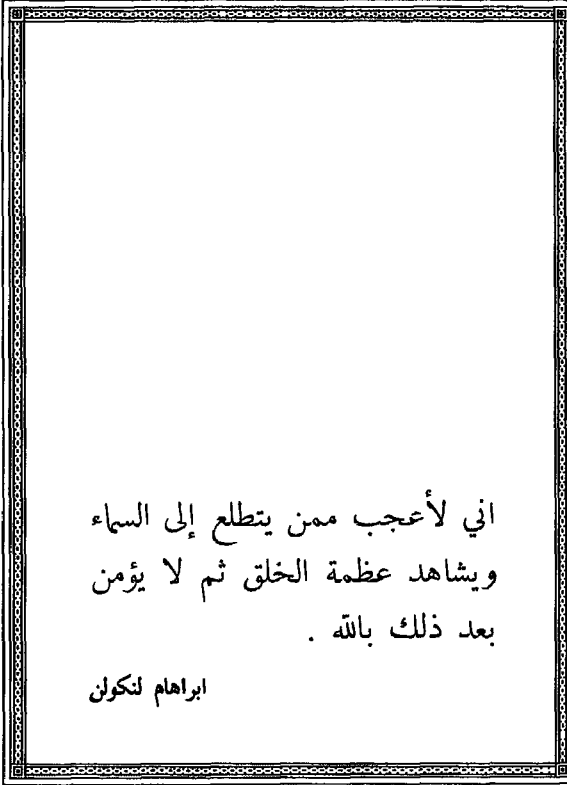 اني لأعجب ممن يتطلع إلى السماء
ويشاهد عظمة الخلق ثم لا يؤمن
بعد ذلك بالله .
ابراهام لنكولن